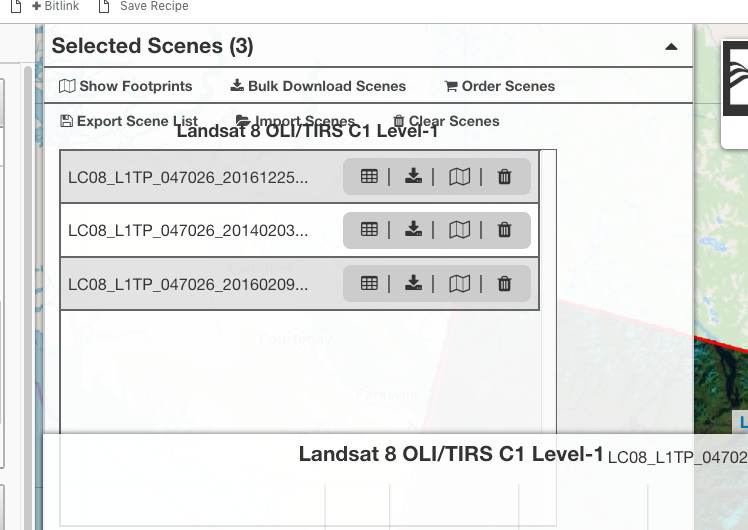 Bitlink Save Recipe
Selected Scenes (3)
Show Footprints Bulk Download Scenes Order Scenes
Export Scene List Import Scenes Clear Scenes
Landsat 8 OLI/TIRS C1 Level-1
LC08_L1TP_047026_20161225...
LC08_L1TP_047026_20140203...
LC08_L1TP_047026_20160209...
Courtenay
Parksville
Landsat 8 OLI/TIRS C1 Level-1 LC08_L1TP_04702
L